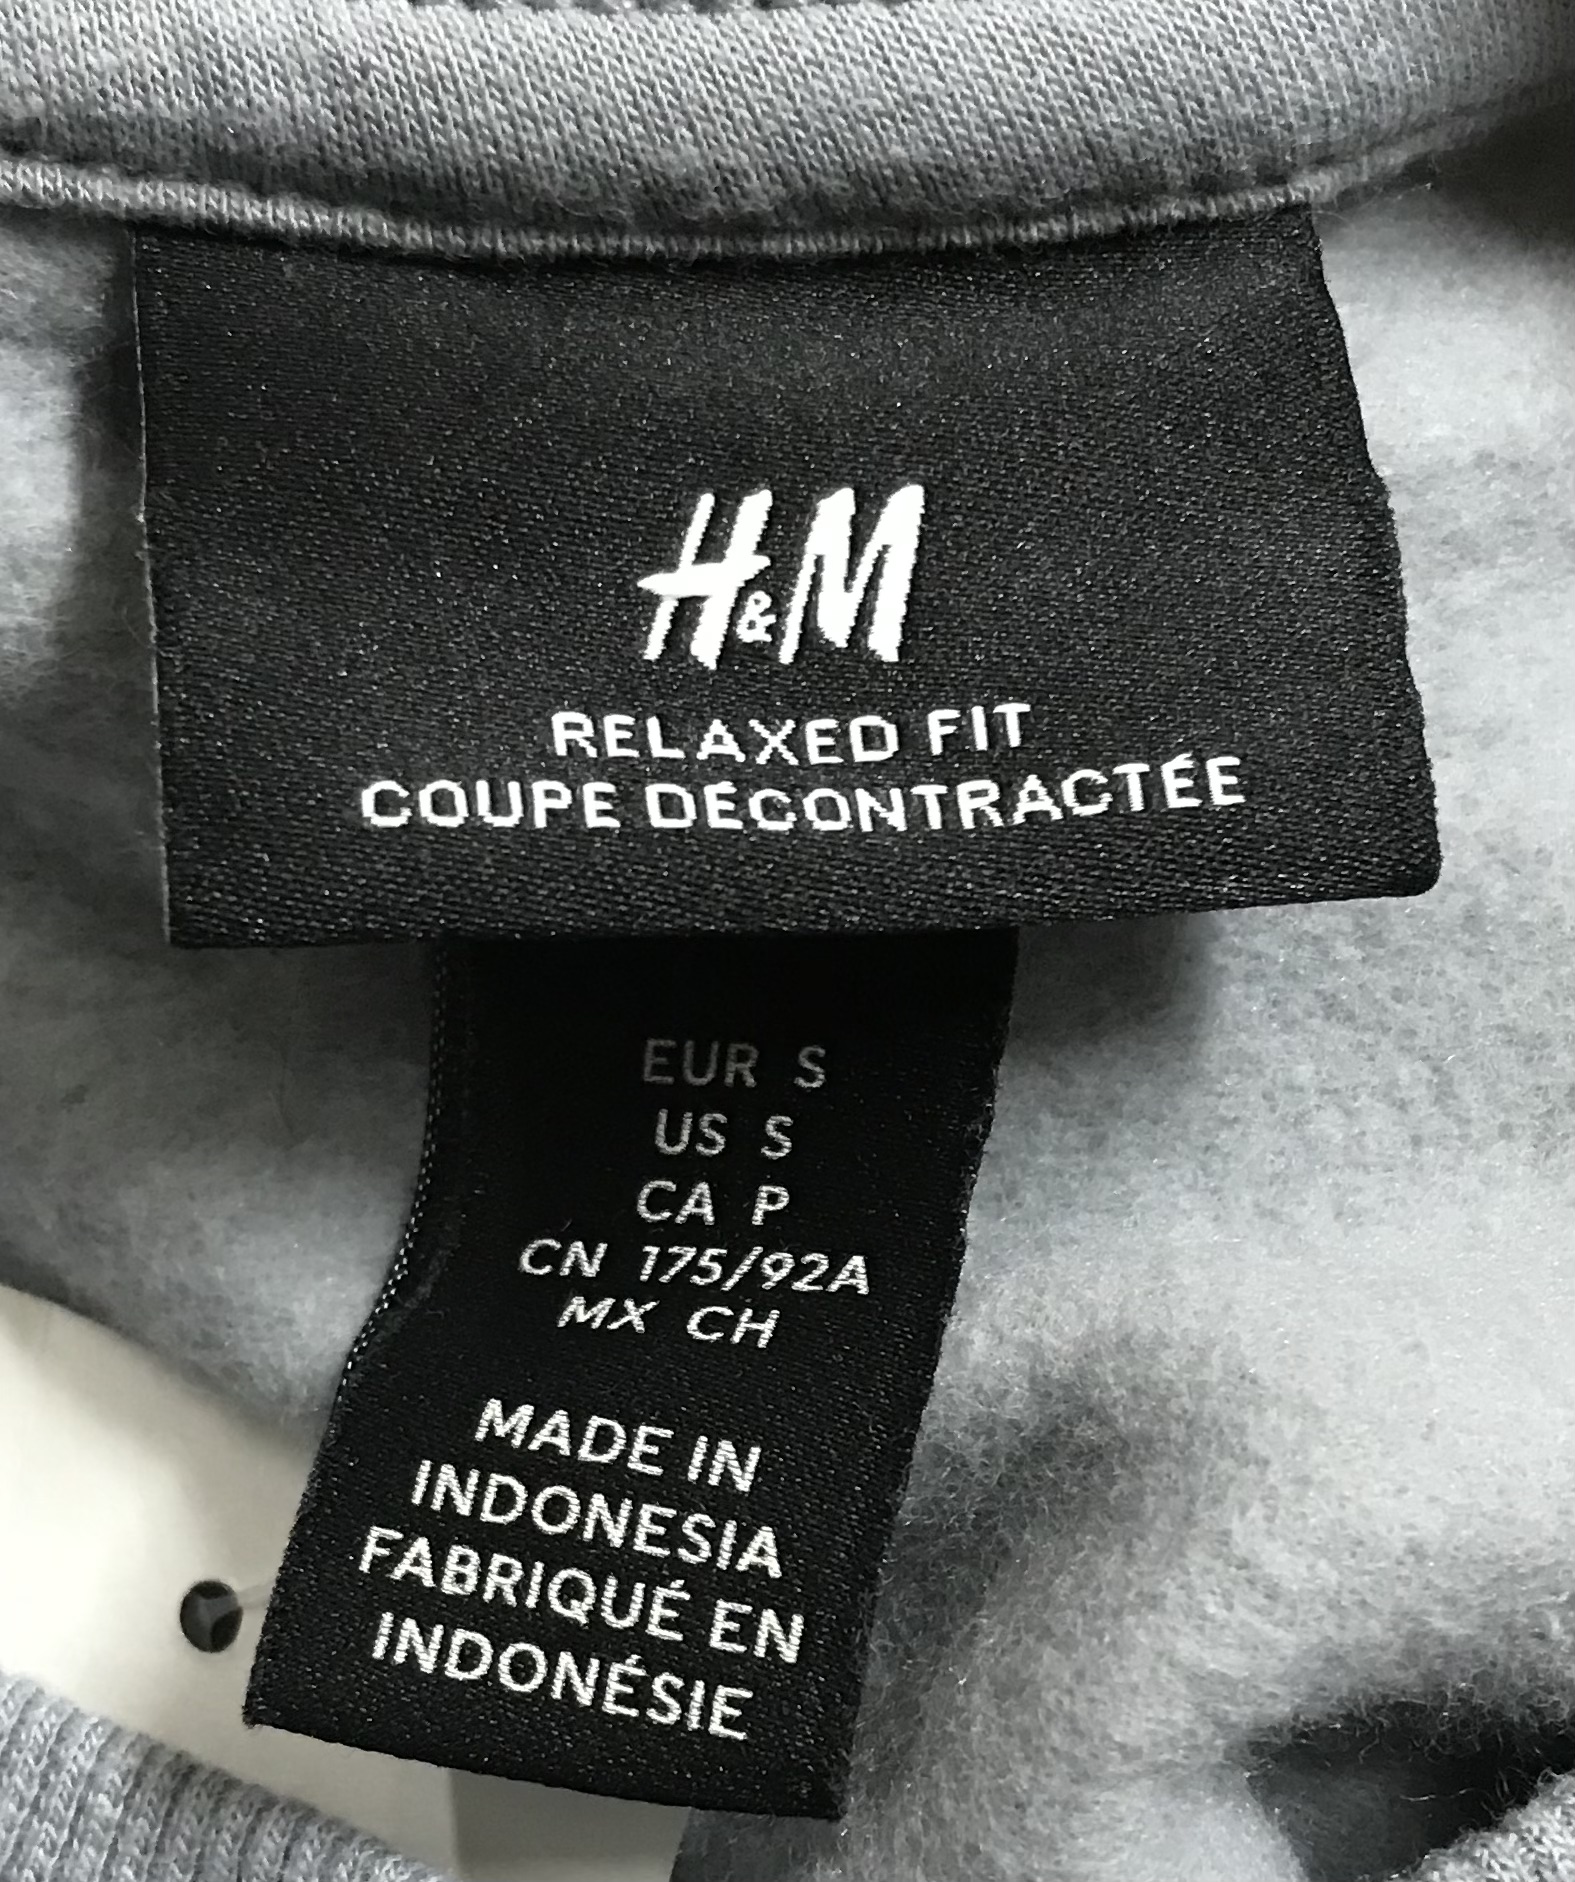 H&M
RELAXED FIT
COUPE DÉCONTRACTÉE
EUR S
US S
CA P
CN 175/92A
MX CH
MADE IN
INDONESIA
FABRIQUÉ EN
INDONÉSIE